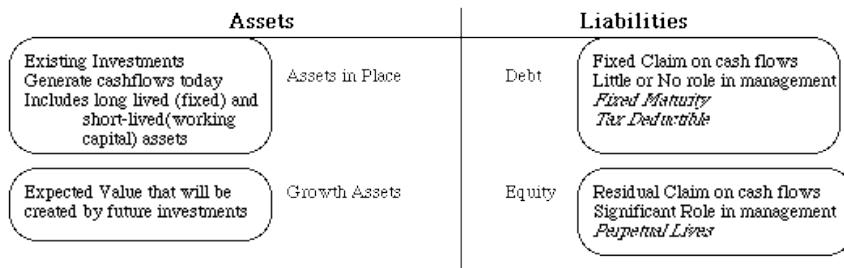 Assets
Liabilities
Existing Investments
Generate cashflows today
Includes long lived (fixed) and
short-lived(working
capital) assets
Assets in Place
Debt
Fixed Claim on cash flows
Little or No role in management
Fixed Maturity
Tax Deductible
Expected Value that will be
created by future investments
Growth Assets
Equity
Residual Claim on cash flows
Significant Role in management
Perpetual Lives